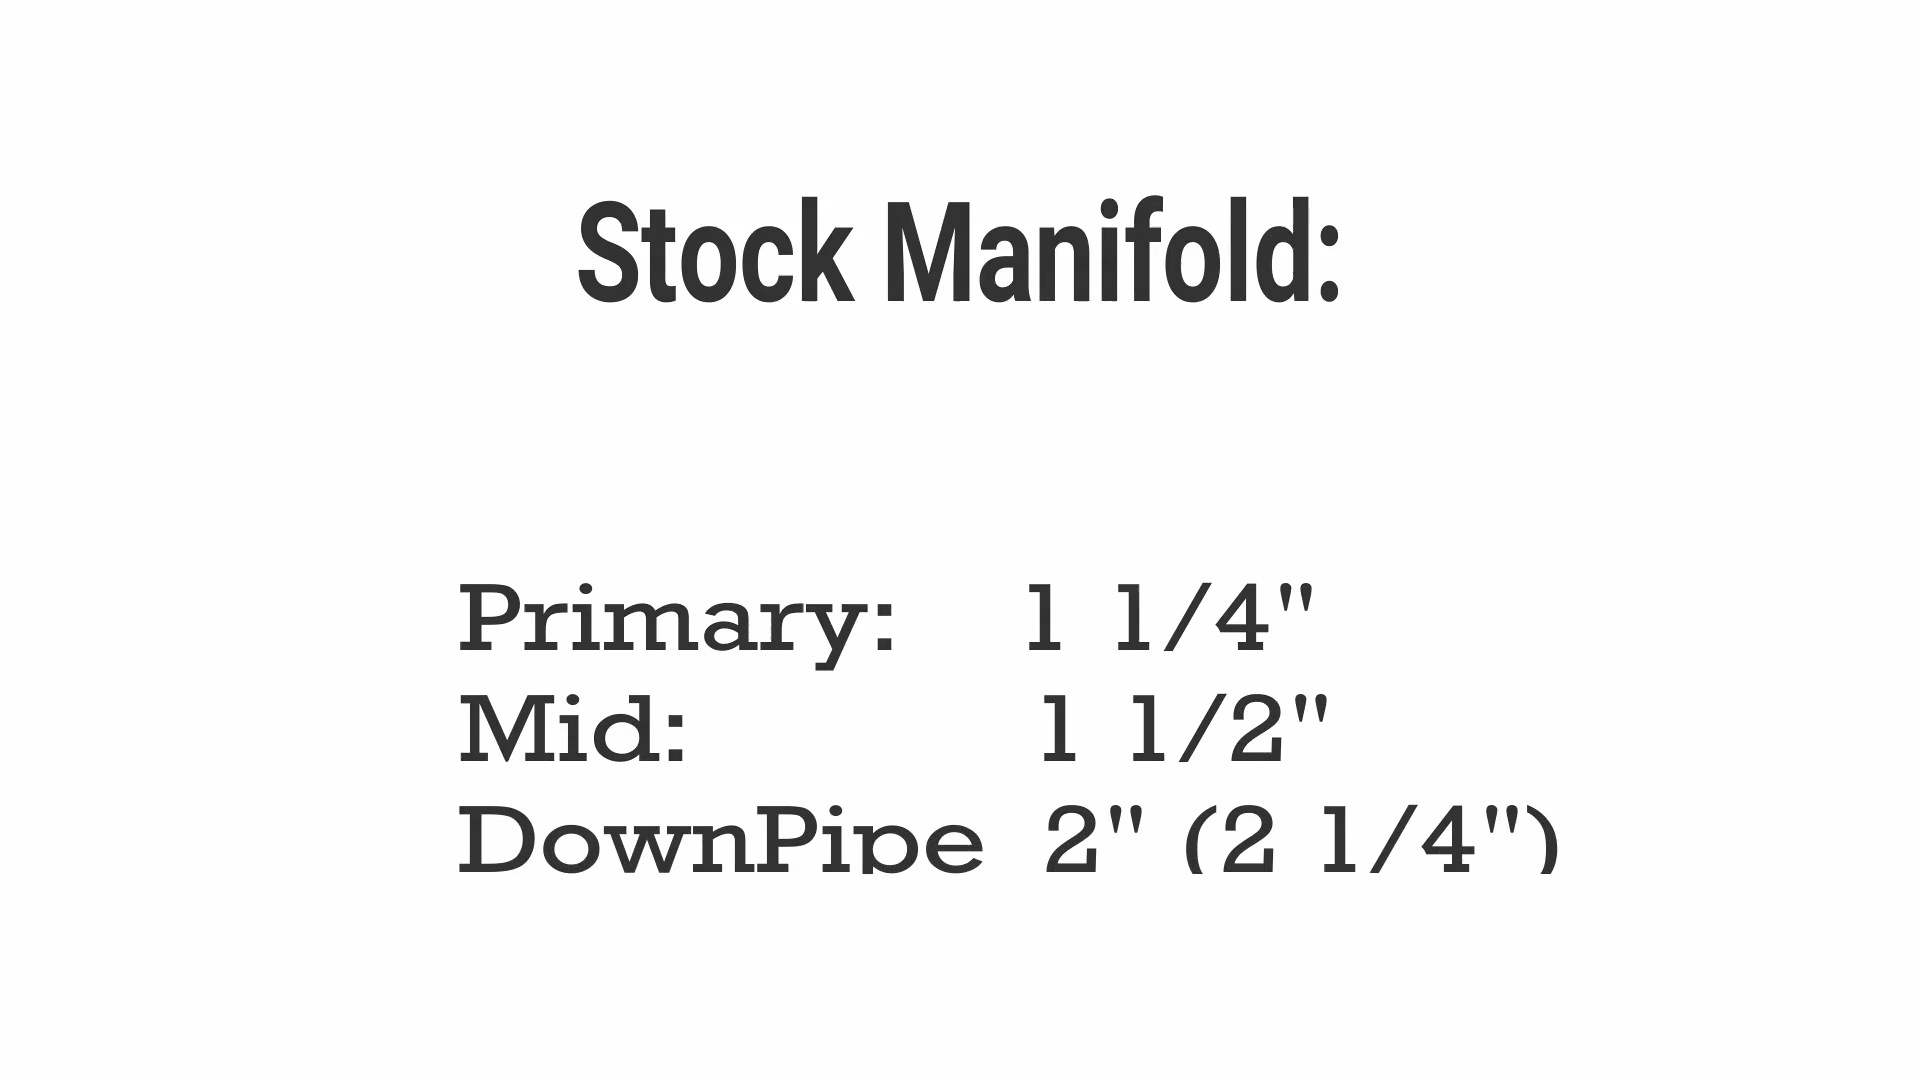 Stock Manifold:
Primary: 1 1/4"
Mid: 1 1/2"
DownPipe 2" (2 1/4")